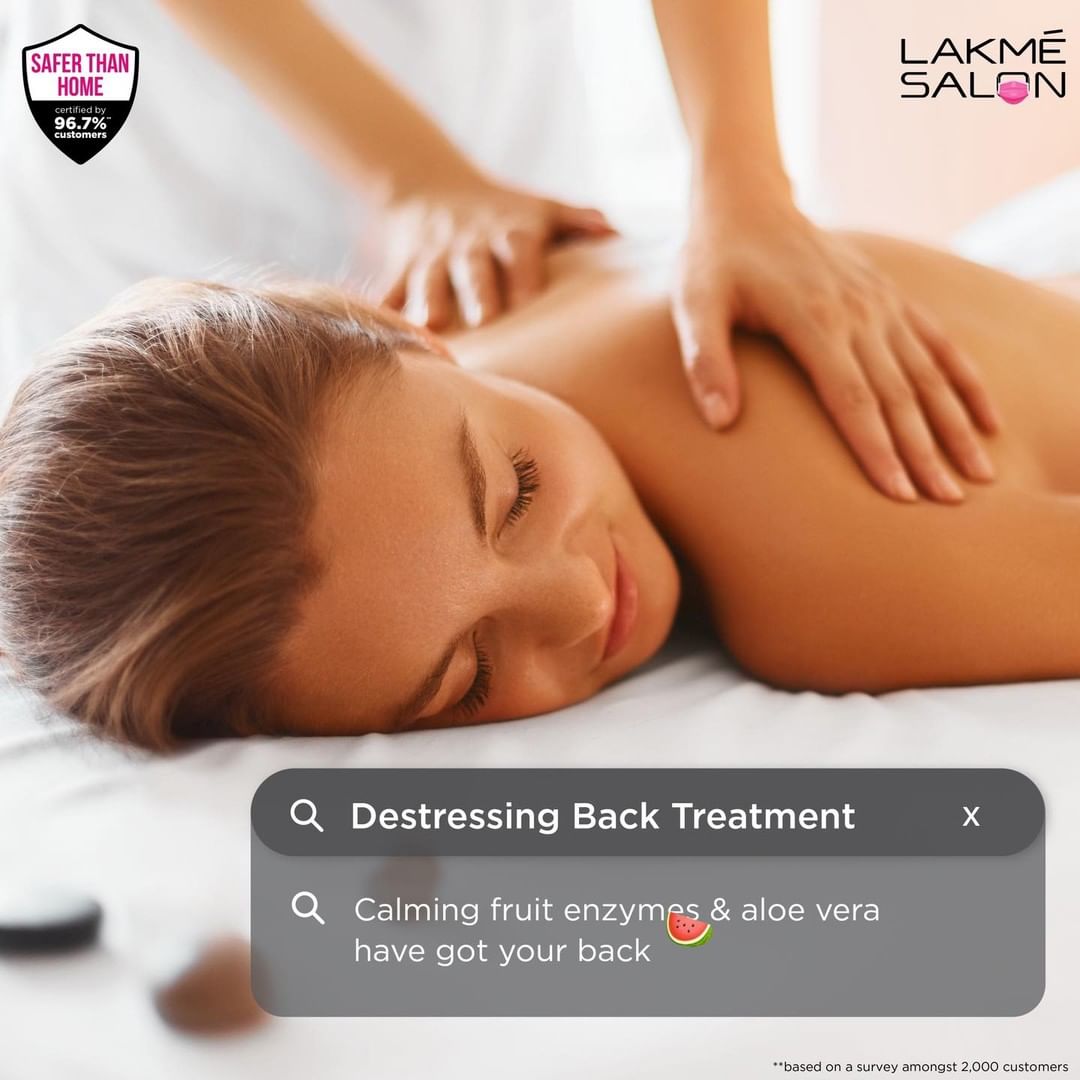 SAFER THAN
HOME
certified by
96.7%**
customers
LAKMÉ
SALON
Destressing Back Treatment X
Calming fruit enzymes & aloe vera
have got your back
**based on a survey amongst 2,000 customers